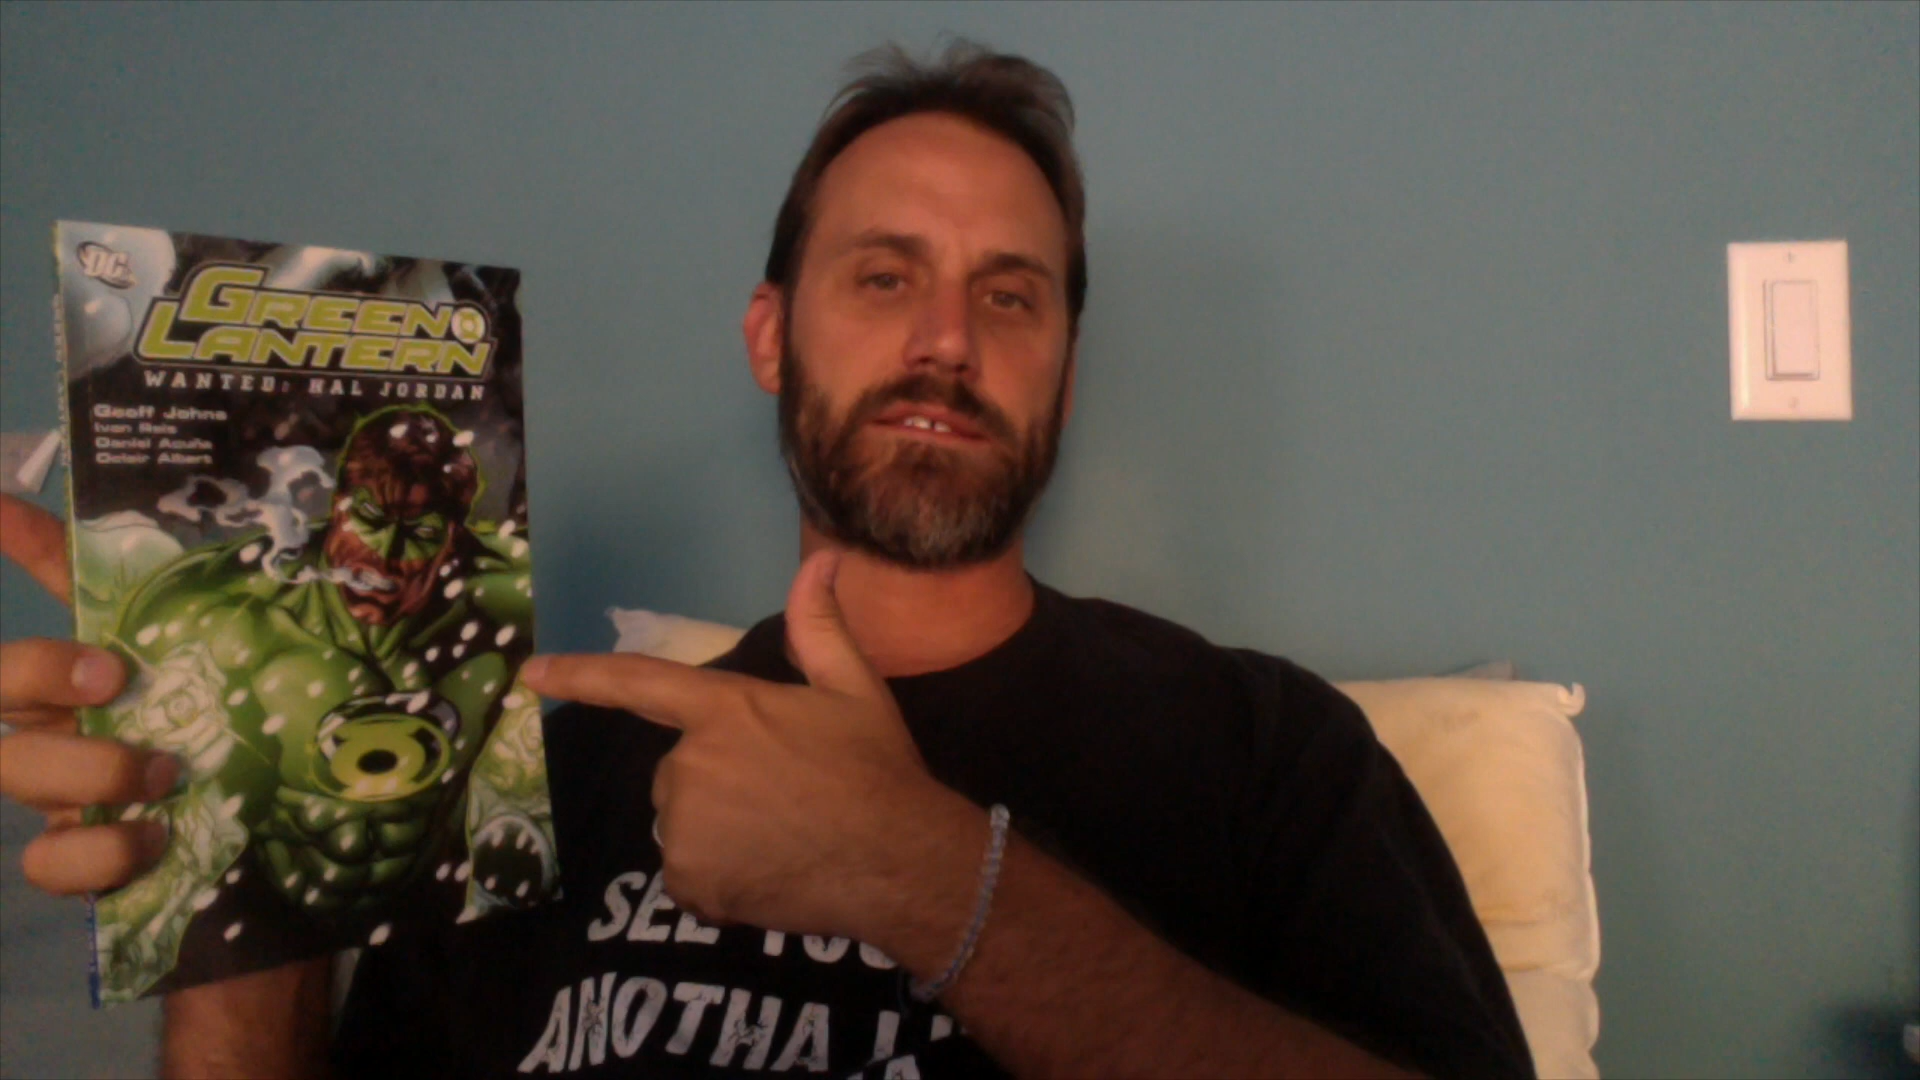 DC
GREEN
LANTERN
WANTED: HAL JORDAN
Geoff Johns
Ivan Reis
Daniel Acuña
Oclair Albert
SEE YOU
ANOTHA